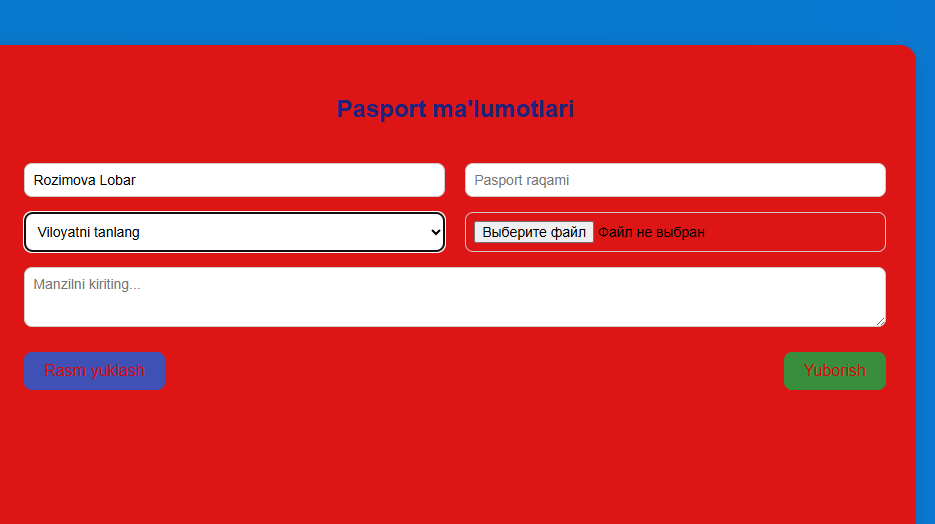 Pasport ma'lumotlari
Rozimova Lobar
Pasport raqami
Viloyatni tanlang
Выберите файл Файл не выбран
Manzilni kiriting...
Rasm yuklash
Yuborish